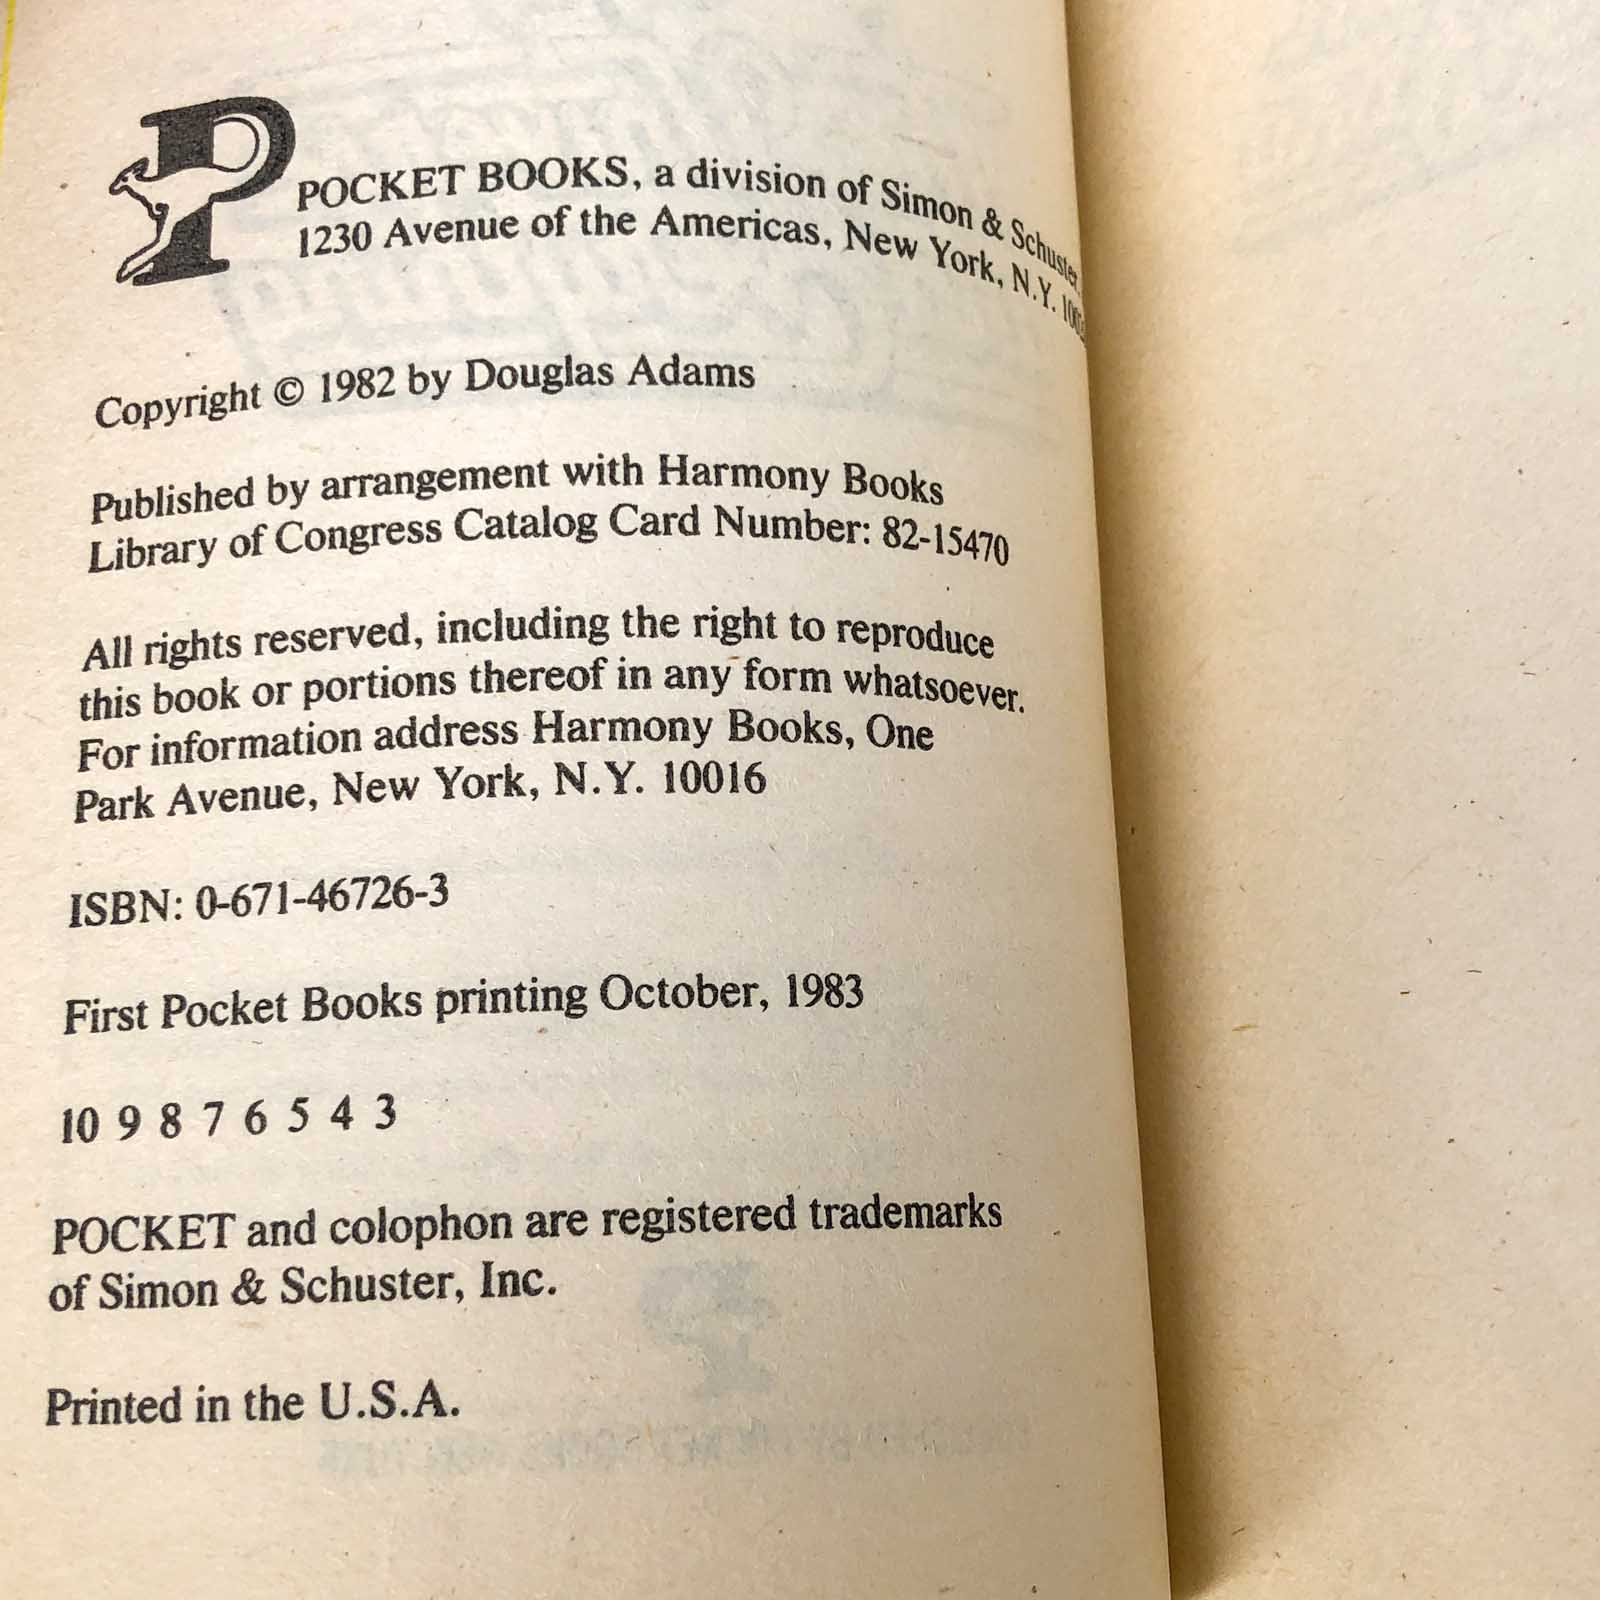 P
POCKET BOOKS, a division of Simon & Schuster,
1230 Avenue of the Americas, New York, N.Y.
Copyright © 1982 by Douglas Adams
Published by arrangement with Harmony Books
Library of Congress Catalog Card Number: 82-15470
All rights reserved, including the right to reproduce
this book or portions thereof in any form whatsoever.
For information address Harmony Books, One
Park Avenue, New York, N.Y. 10016
ISBN: 0-671-46726-3
First Pocket Books printing October, 1983
10 9 8 7 6 5 4 3
POCKET and colophon are registered trademarks
of Simon & Schuster, Inc.
Printed in the U.S.A.